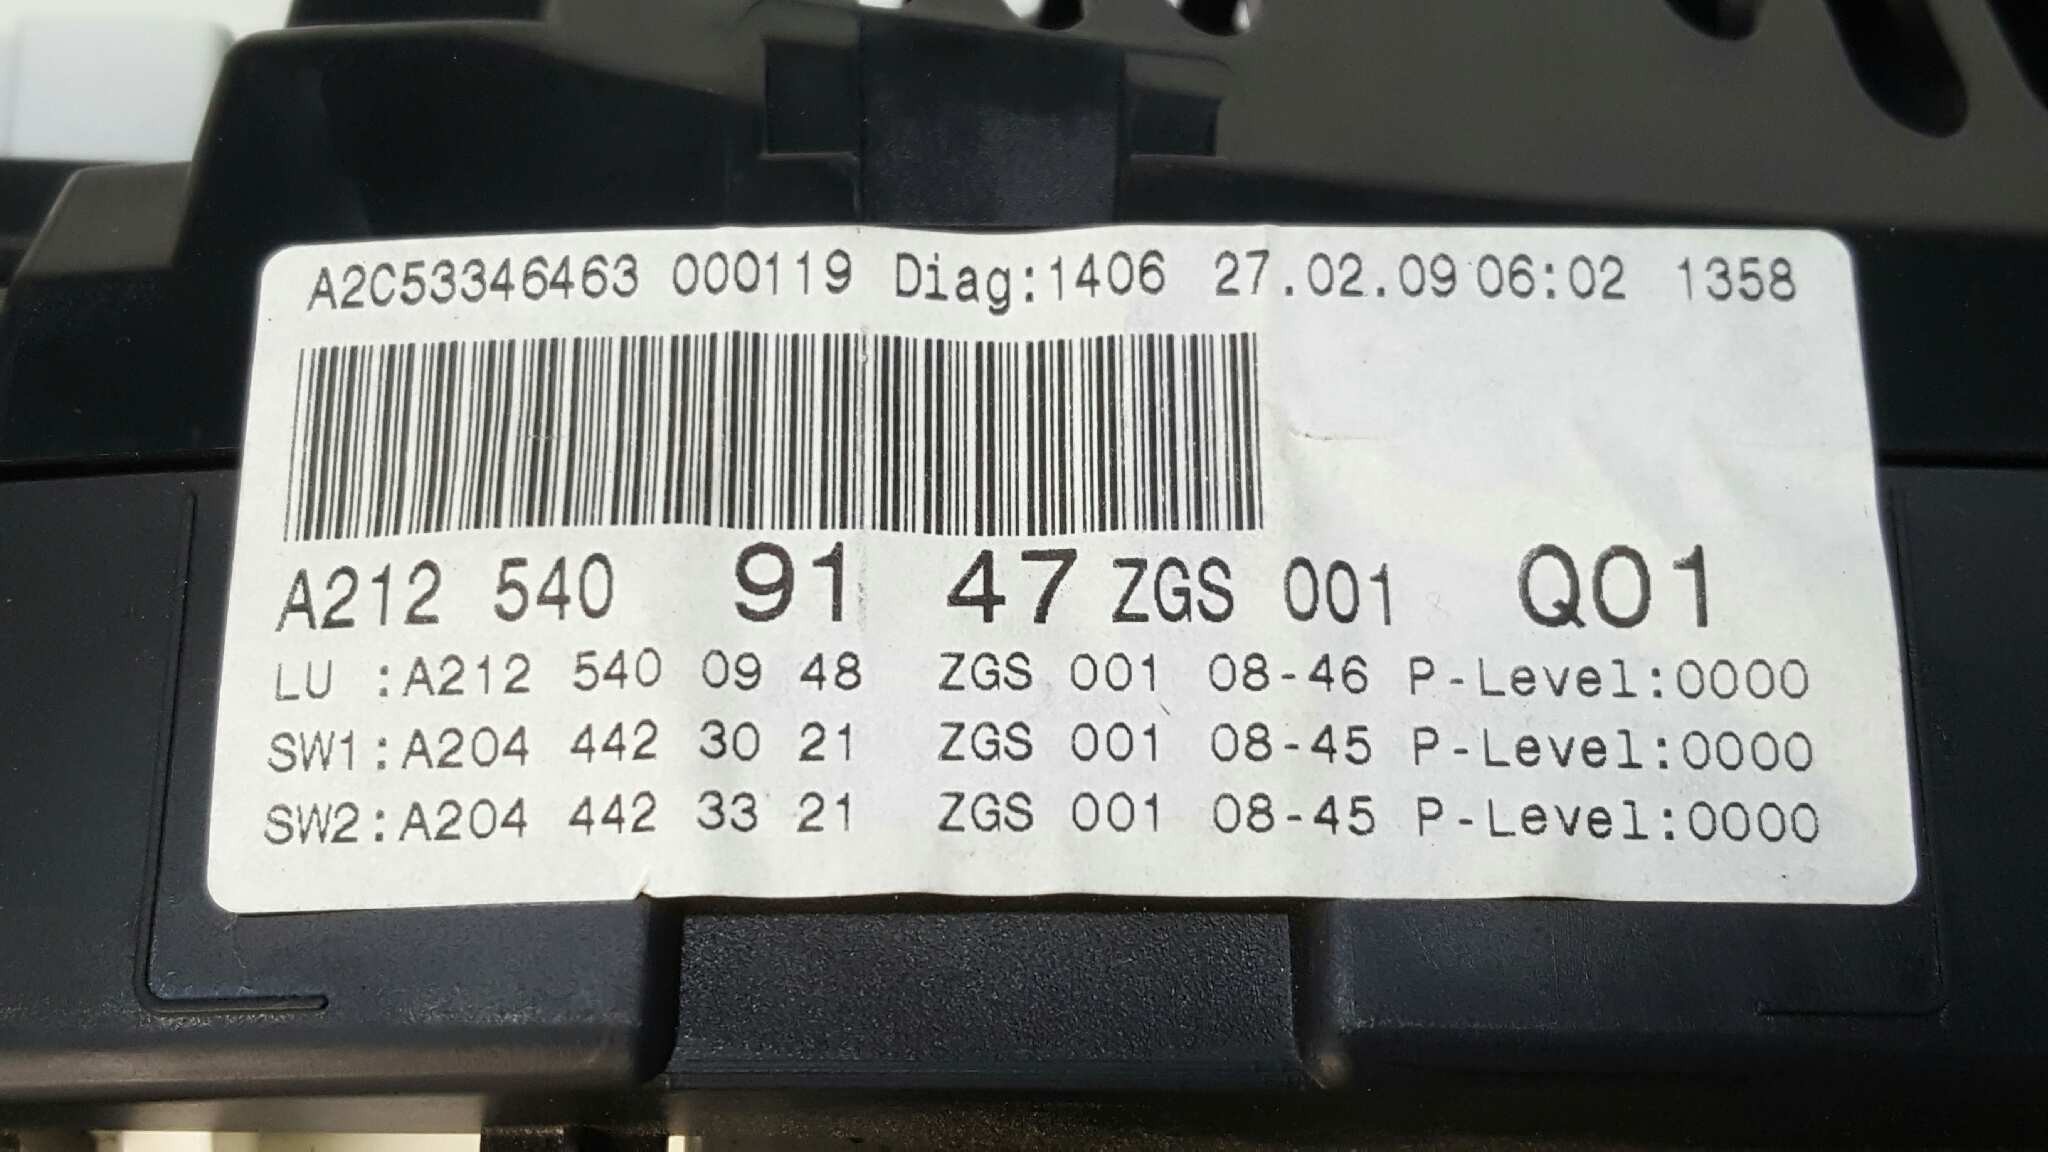 A2C53346463 000119 Diag:1406 27.02.09 06:02 1358
A212 540 91 47 ZGS 001 Q01
LU :A212 540 09 48 ZGS 001 08-46 P-Level:0000
SW1:A204 442 30 21 ZGS 001 08-45 P-Level:0000
SW2:A204 442 33 21 ZGS 001 08-45 P-Level:0000